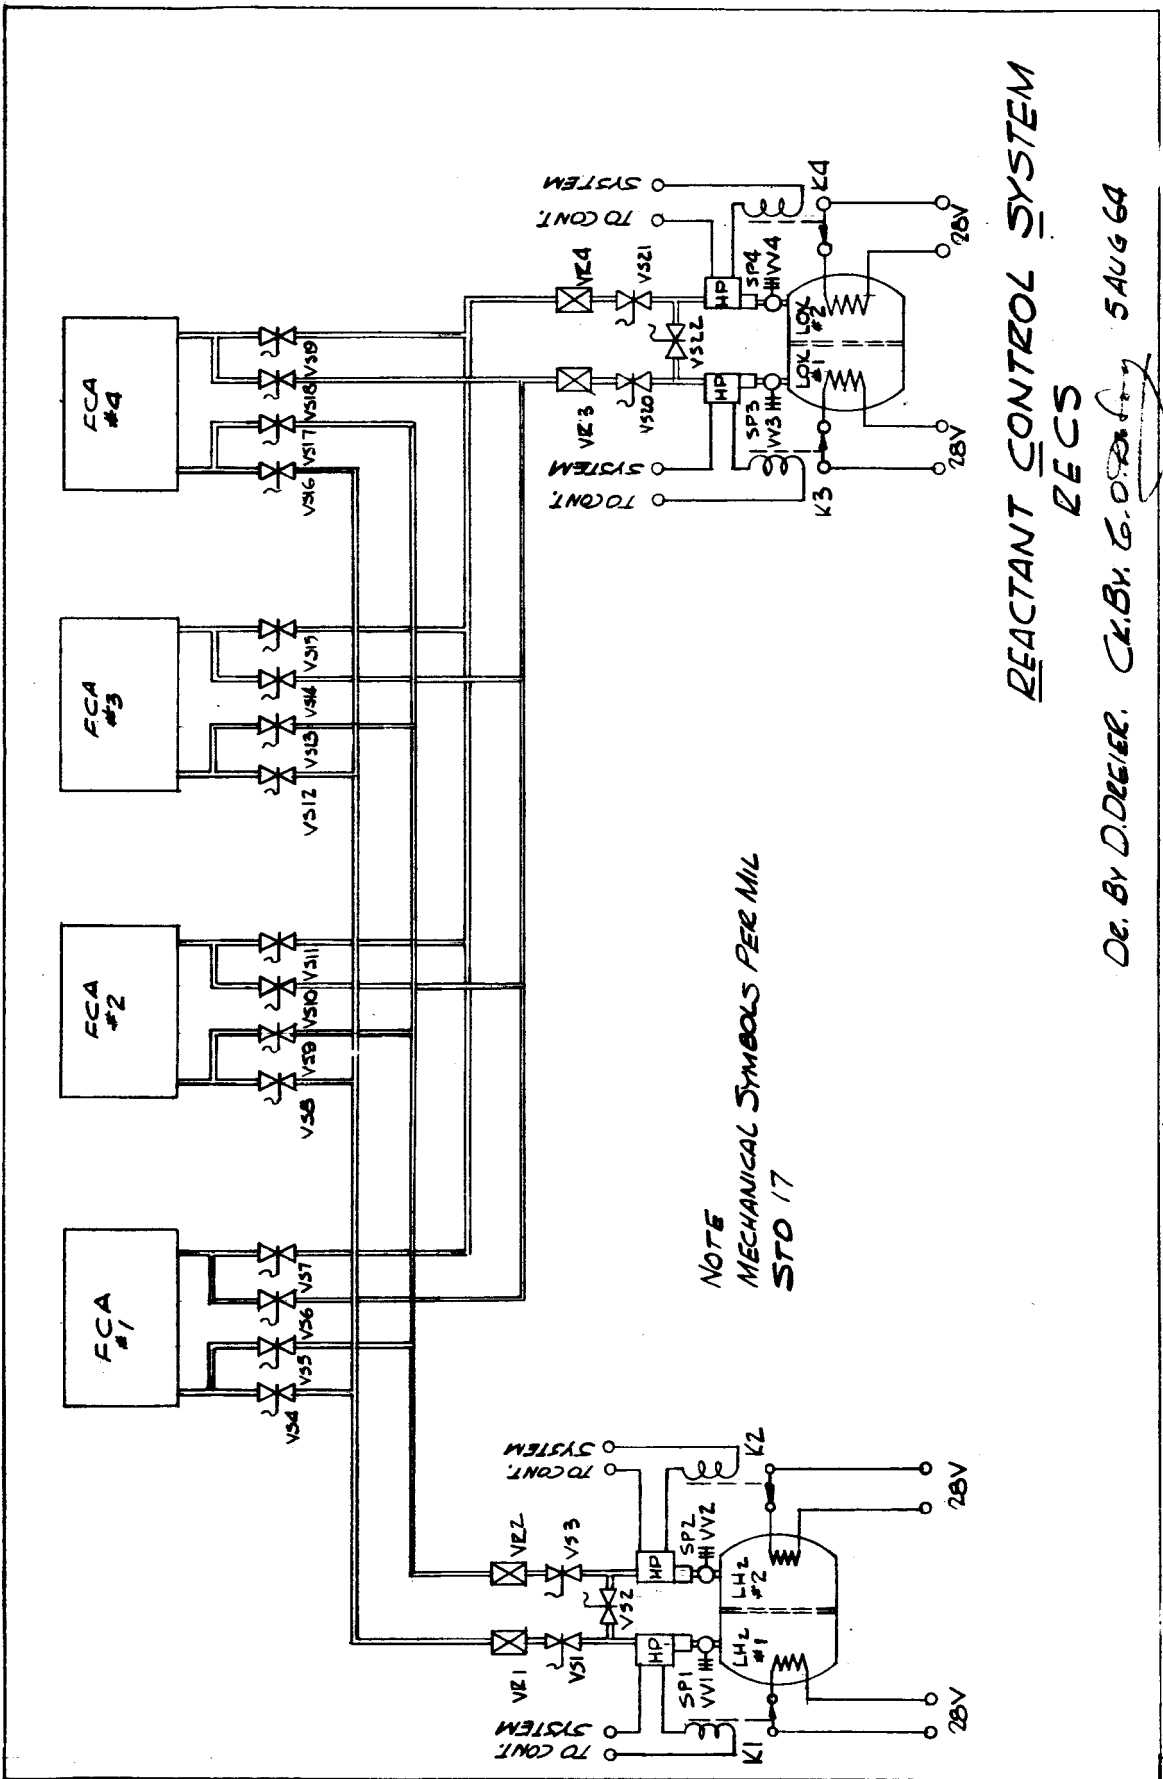 FCA
#1
FCA
#2
FCA
#3
FCA
#4
VS4
VS5
VS6
VS7
VS8
VS9
VS10
VS11
VS12
VS13
VS14
VS15
VS16
VS17
VS18
VS19
VR1
VR2
VS1
VS2
VS3
TO CONT.
SYSTEM
TO CONT.
SYSTEM
HP
HP
SP1
VV1
SP2
VV2
K1
K2
LH2
#1
LH2
#2
28V
28V
VR3
VR4
VS20
VS21
VS22
TO CONT.
SYSTEM
TO CONT.
SYSTEM
HP
HP
SP3
VV3
SP4
VV4
K3
K4
LOX
#1
LOX
#2
28V
28V
NOTE
MECHANICAL SYMBOLS PER MIL
STD 17
REACTANT CONTROL SYSTEM
RECS
DR. BY D. DREIER. CK. BY. G. O. 5 AUG 64